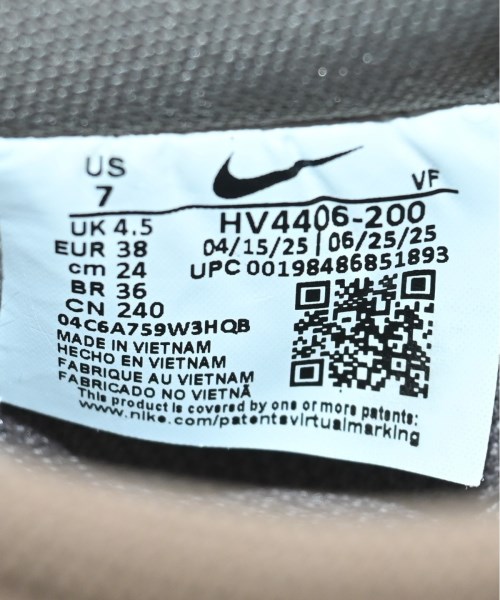 US
7
VF
UK 4.5
EUR 38
cm 24
BR 36
CN 240
HV4406-200
04/15/25 | 06/25/25
UPC 00198486851893
04C6A759W3HQB
MADE IN VIETNAM
HECHO EN VIETNAM
FABRIQUE AU VIETNAM
FABRICADO NO VIETNÃ
This product is covered by one or more patents:
www.nike.com/patentsvirtualmarking